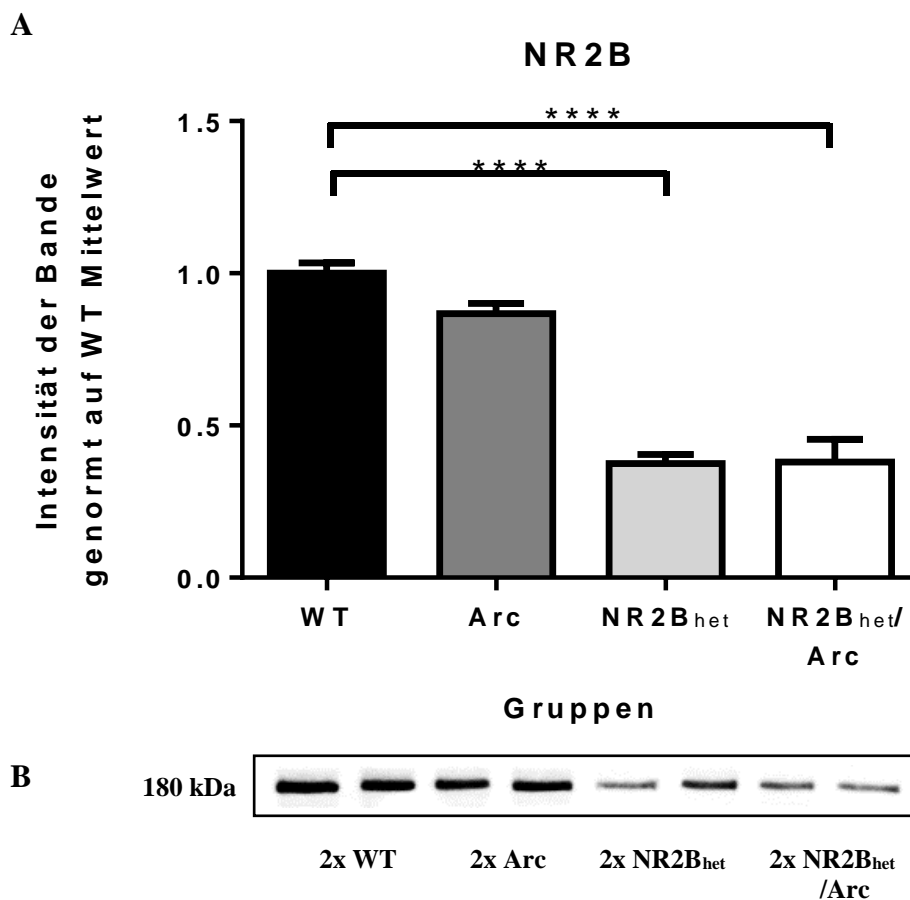 A
NR2B
****
****
Intensität der Bande
genormt auf WT Mittelwert
1.5
1.0
0.5
0.0
WT
Arc
NR2Bhet
NR2Bhet/
Arc
Gruppen
B
180 kDa
2x WT
2x Arc
2x NR2Bhet
2x NR2Bhet
/Arc